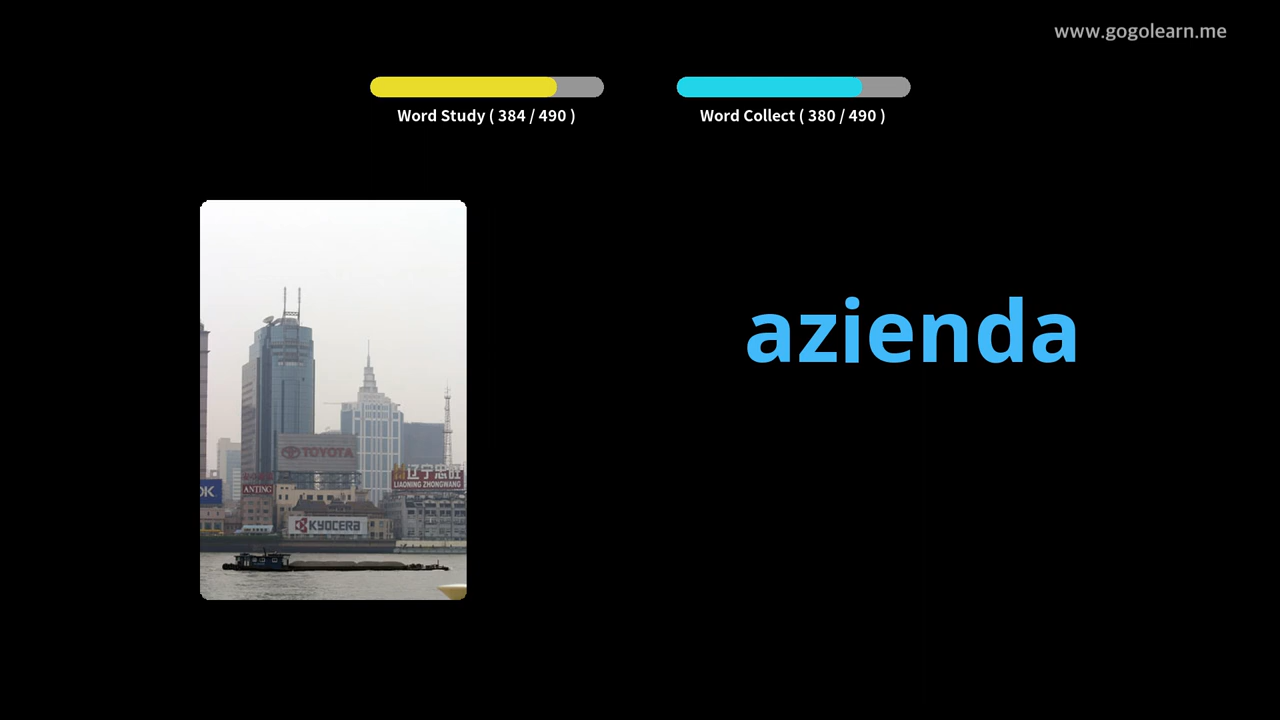 www.gogolearn.me
Word Study ( 384 / 490 )
Word Collect ( 380 / 490 )
azienda
TOYOTA
辽宁忠旺
LIAONING ZHONGWANG
ANTING
OK
KYOCERA